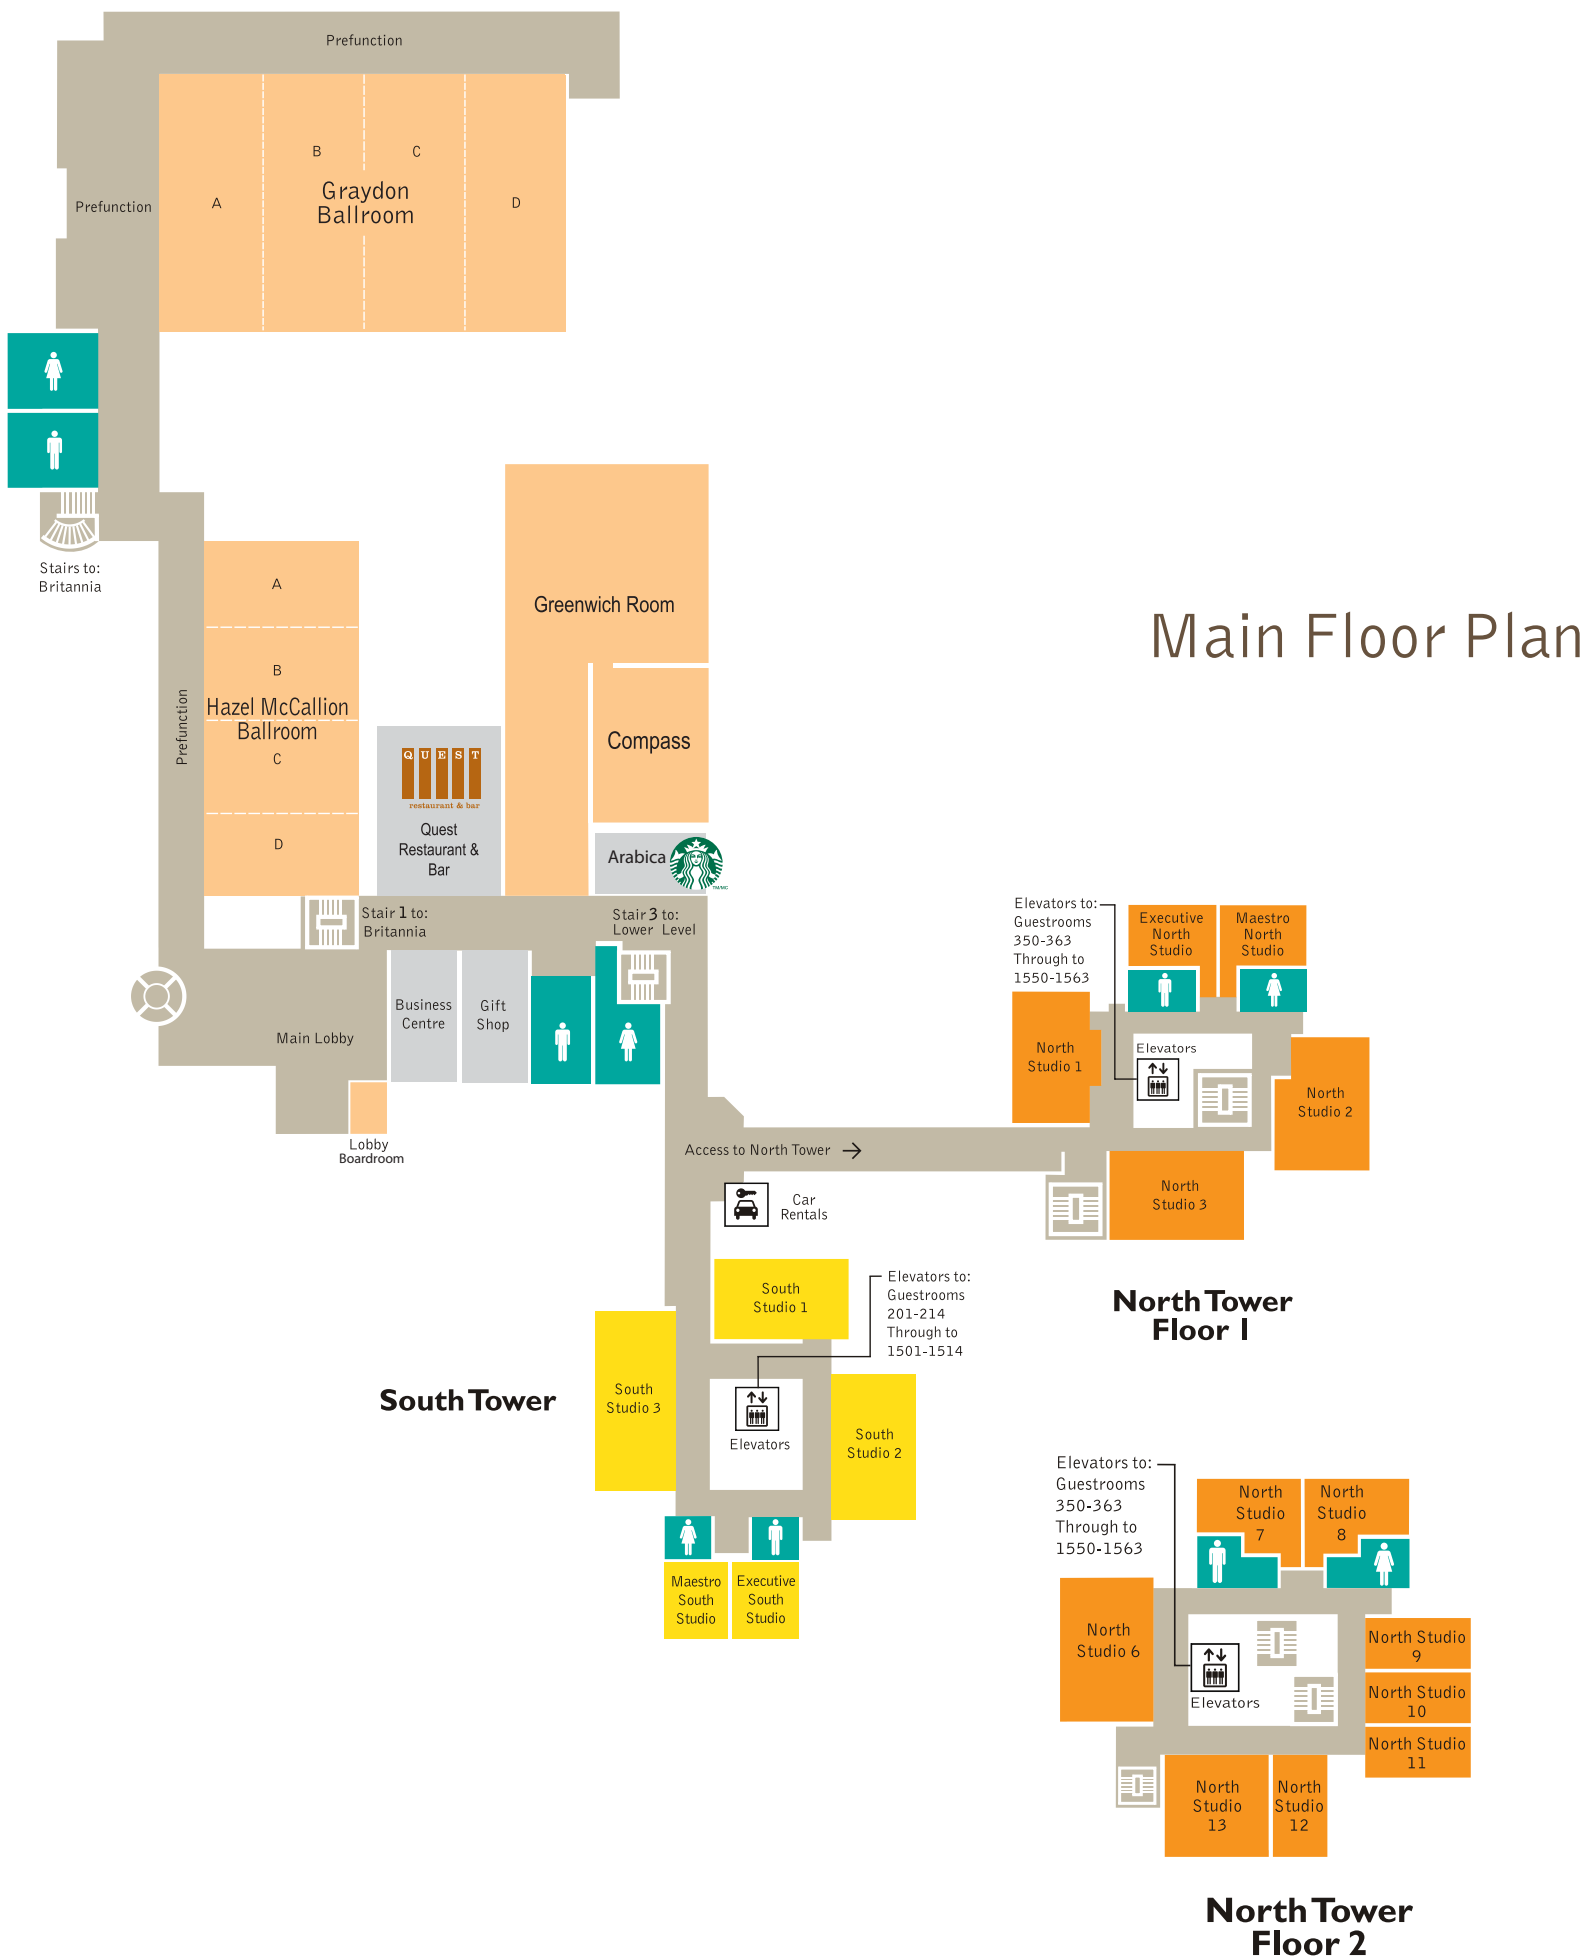 Prefunction
B
C
Graydon
Ballroom
A
D
Prefunction
Stairs to:
Britannia
A
B
Hazel McCallion
Ballroom
C
D
Prefunction
Greenwich Room
Compass
QUEST
restaurant & bar
Quest
Restaurant &
Bar
Arabica
TM/MC
Main Floor Plan
Stair 1 to:
Britannia
Stair 3 to:
Lower Level
Business
Centre
Gift
Shop
Main Lobby
Lobby
Boardroom
Access to North Tower →
Car
Rentals
Elevators to:
Guestrooms
350-363
Through to
1550-1563
Executive
North
Studio
Maestro
North
Studio
North
Studio 1
Elevators
North
Studio 2
North
Studio 3
North Tower
Floor 1
South
Studio 1
Elevators to:
Guestrooms
201-214
Through to
1501-1514
South Tower
South
Studio 3
Elevators
South
Studio 2
Maestro
South
Studio
Executive
South
Studio
Elevators to:
Guestrooms
350-363
Through to
1550-1563
North
Studio
7
North
Studio
8
North
Studio 6
Elevators
North Studio
9
North Studio
10
North Studio
11
North
Studio
13
North
Studio
12
North Tower
Floor 2